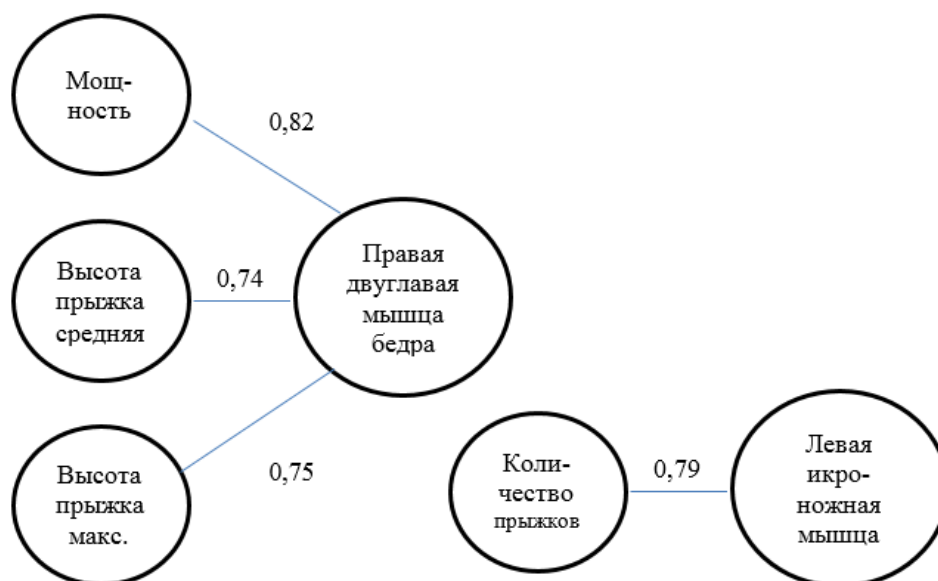 Мощ-
ность
0,82
Высота
прыжка
средняя
0,74
Правая
двуглавая
мышца
бедра
Высота
прыжка
макс.
0,75
Коли-
чество
прыжков
0,79
Левая
икро-
ножная
мышца